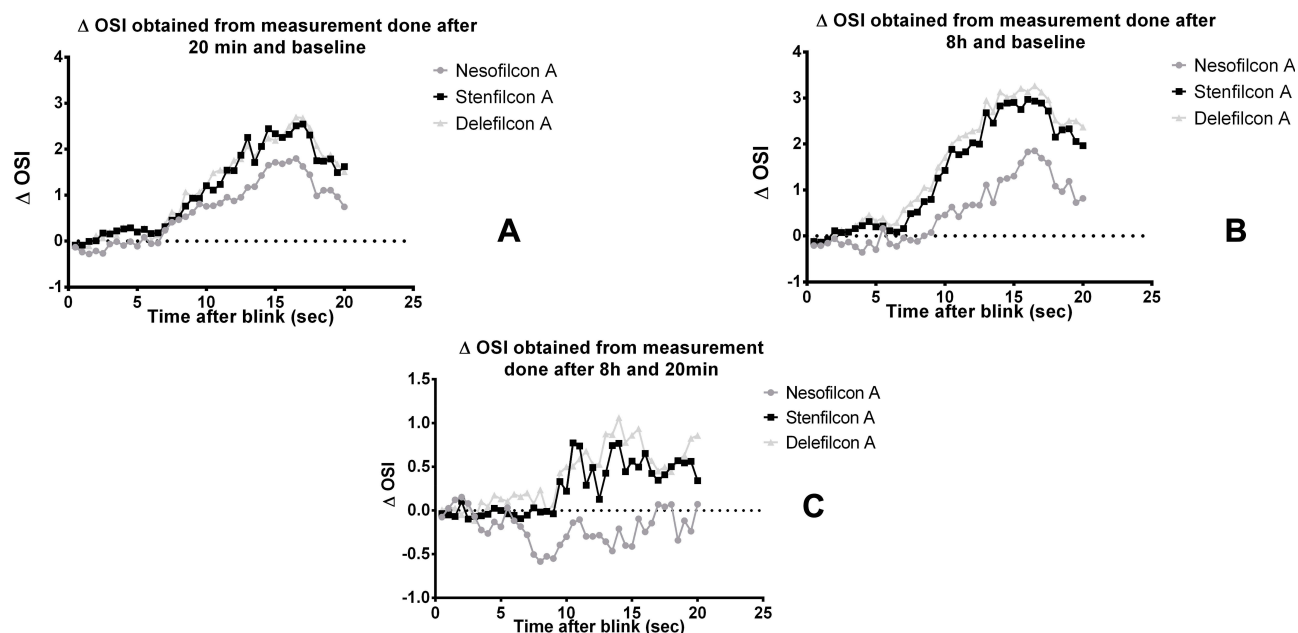 Δ OSI obtained from measurement done after
20 min and baseline
4
3
2
1
0
-1
Δ OSI
0 5 10 15 20 25
Time after blink (sec)
Nesofilcon A
Stenfilcon A
Delefilcon A
A
Δ OSI obtained from measurement done after
8h and baseline
4
3
2
1
0
-1
Δ OSI
0 5 10 15 20 25
Time after blink (sec)
Nesofilcon A
Stenfilcon A
Delefilcon A
B
Δ OSI obtained from measurement
done after 8h and 20min
1.5
1.0
0.5
0.0
-0.5
-1.0
Δ OSI
0 5 10 15 20 25
Time after blink (sec)
Nesofilcon A
Stenfilcon A
Delefilcon A
C